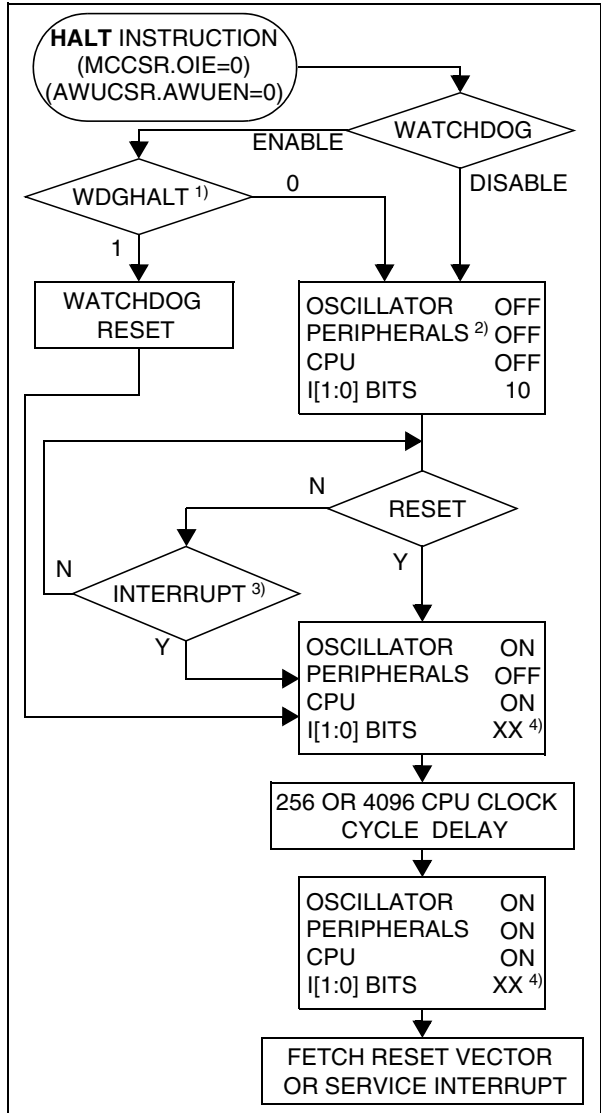 HALT INSTRUCTION
(MCCSR.OIE=0)
(AWUCSR.AWUEN=0)
WATCHDOG
ENABLE
DISABLE
WDGHALT 1)
0
1
WATCHDOG
RESET
OSCILLATOR OFF
PERIPHERALS 2) OFF
CPU OFF
I[1:0] BITS 10
RESET
N
Y
INTERRUPT 3)
N
Y
OSCILLATOR ON
PERIPHERALS OFF
CPU ON
I[1:0] BITS XX 4)
256 OR 4096 CPU CLOCK
CYCLE DELAY
OSCILLATOR ON
PERIPHERALS ON
CPU ON
I[1:0] BITS XX 4)
FETCH RESET VECTOR
OR SERVICE INTERRUPT